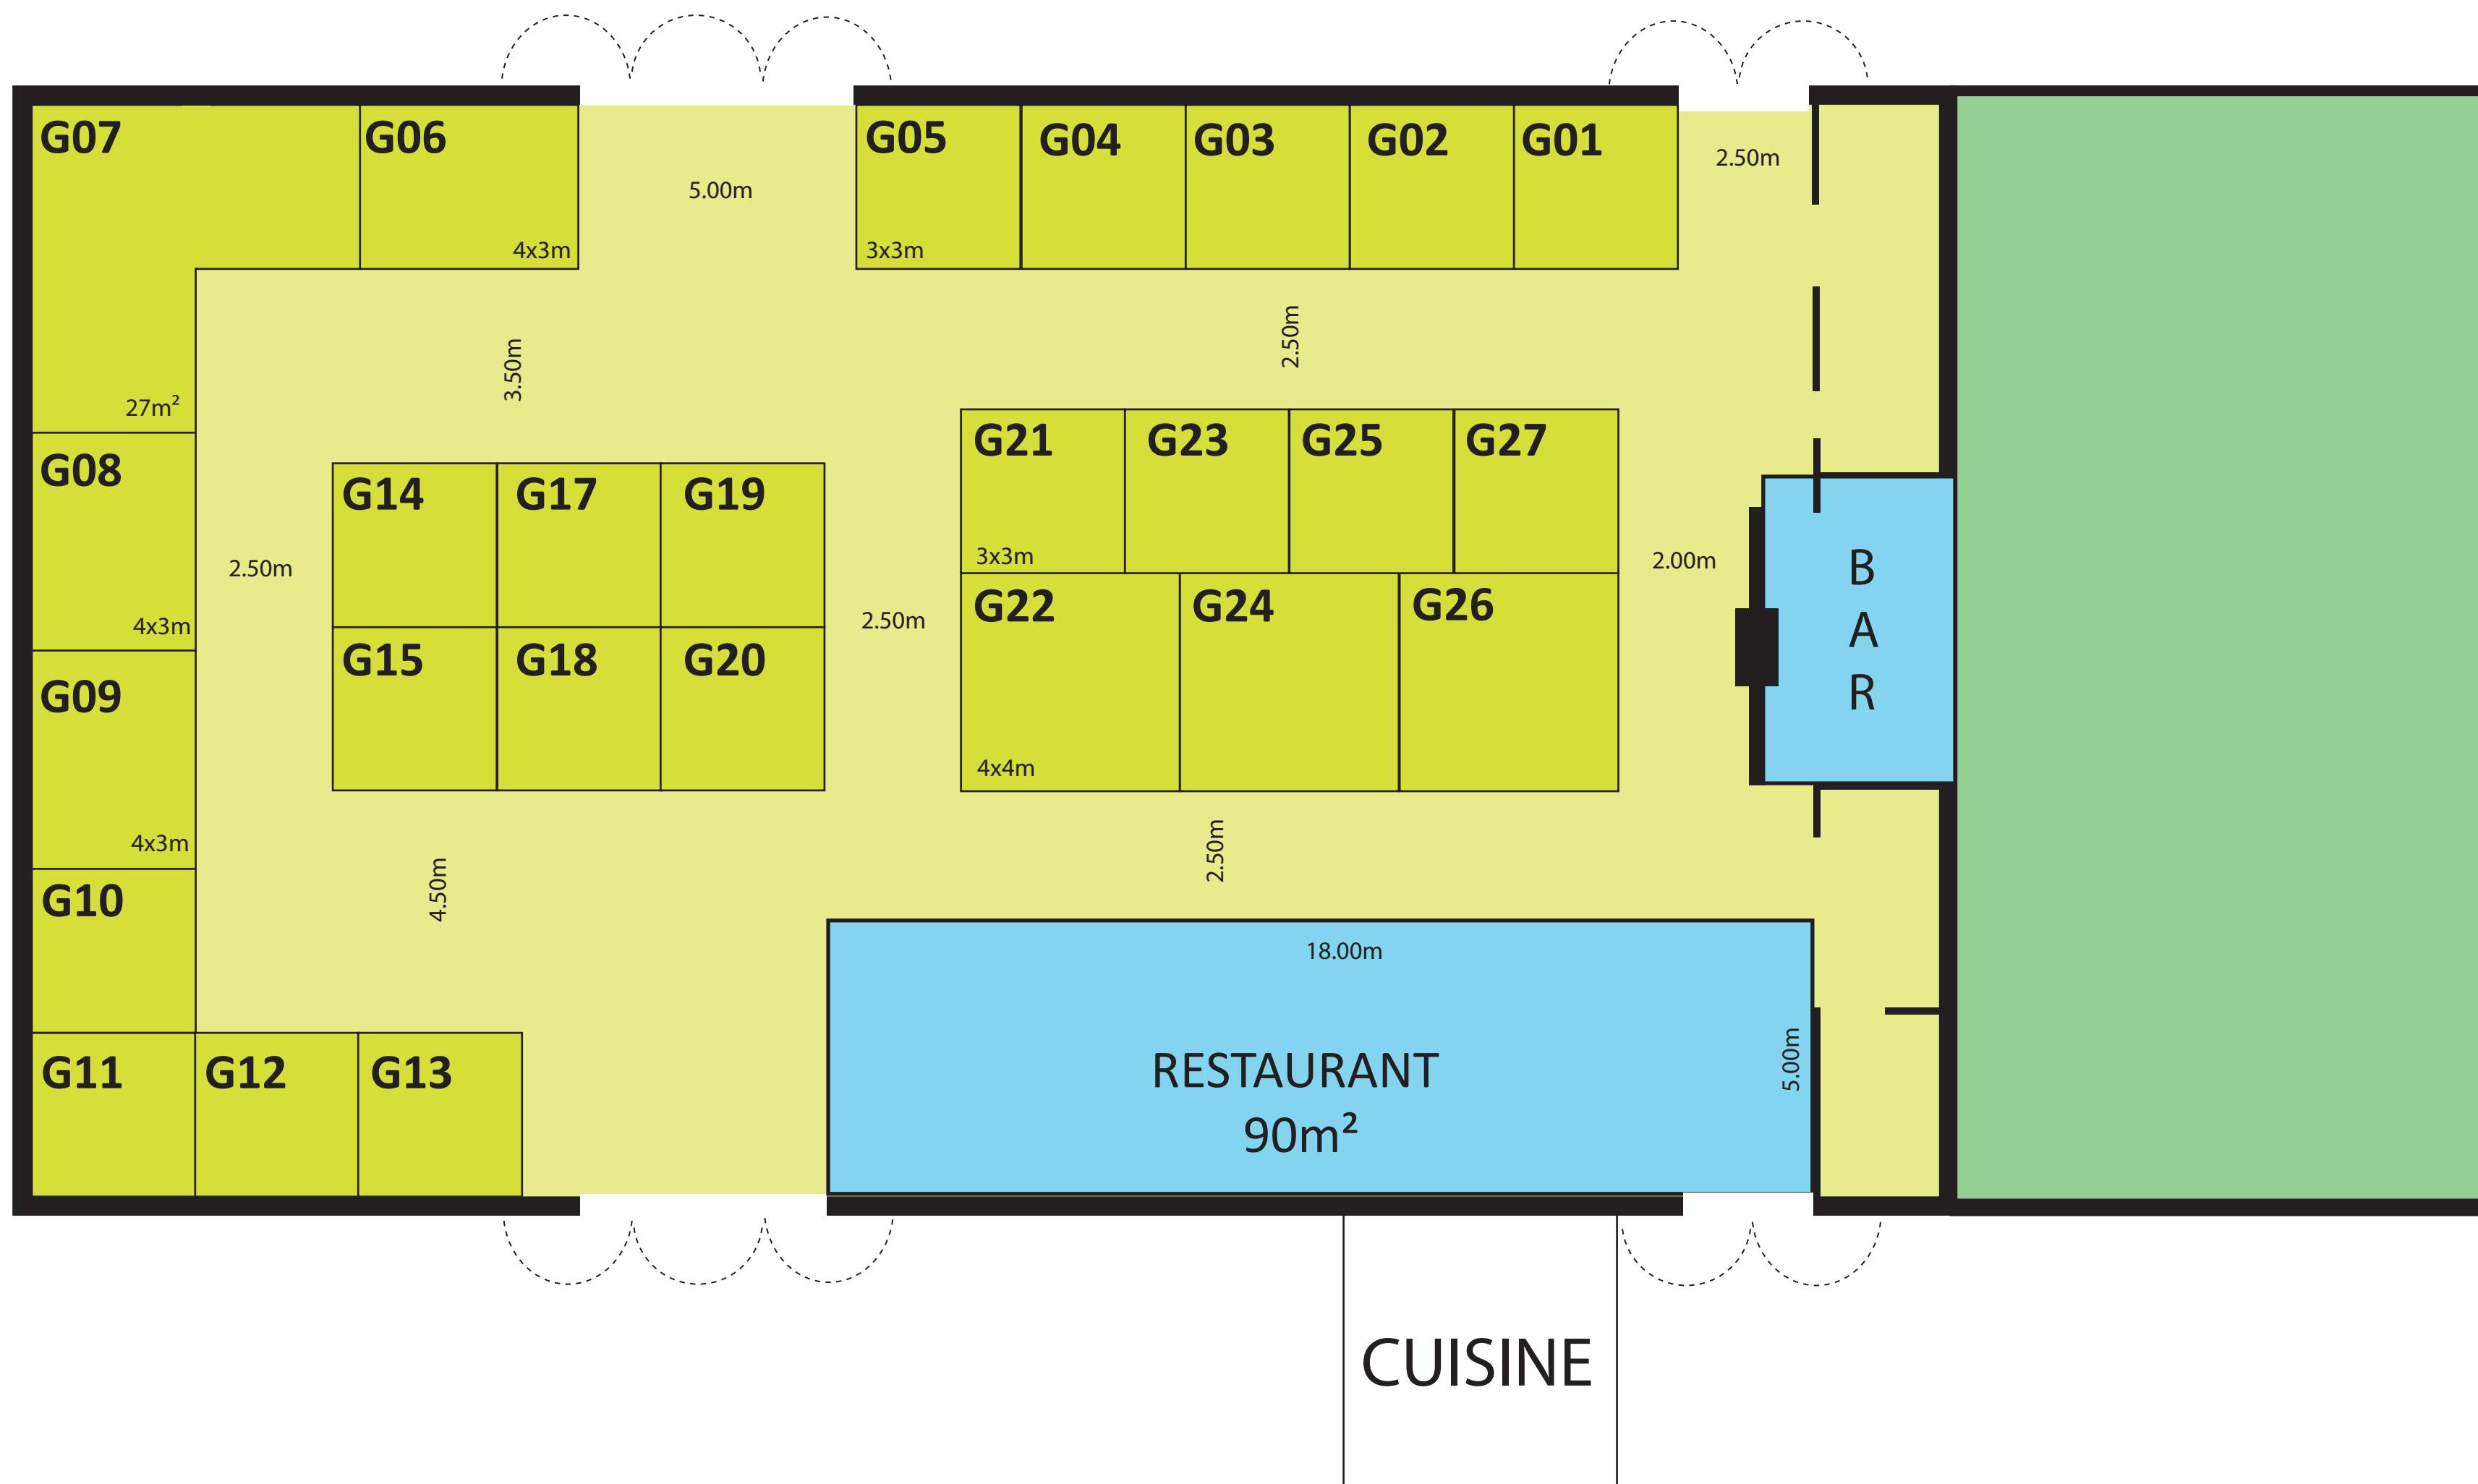 G07
G06
G05
G04
G03
G02
G01
2.50m
5.00m
4x3m
3x3m
3.50m
2.50m
27m²
G08
G14
G17
G19
G21
G23
G25
G27
2.50m
3x3m
2.00m
B
A
R
4x3m
G15
G18
G20
2.50m
G22
G24
G26
G09
4x4m
4x3m
G10
4.50m
2.50m
18.00m
G11
G12
G13
RESTAURANT
90m²
5.00m
CUISINE